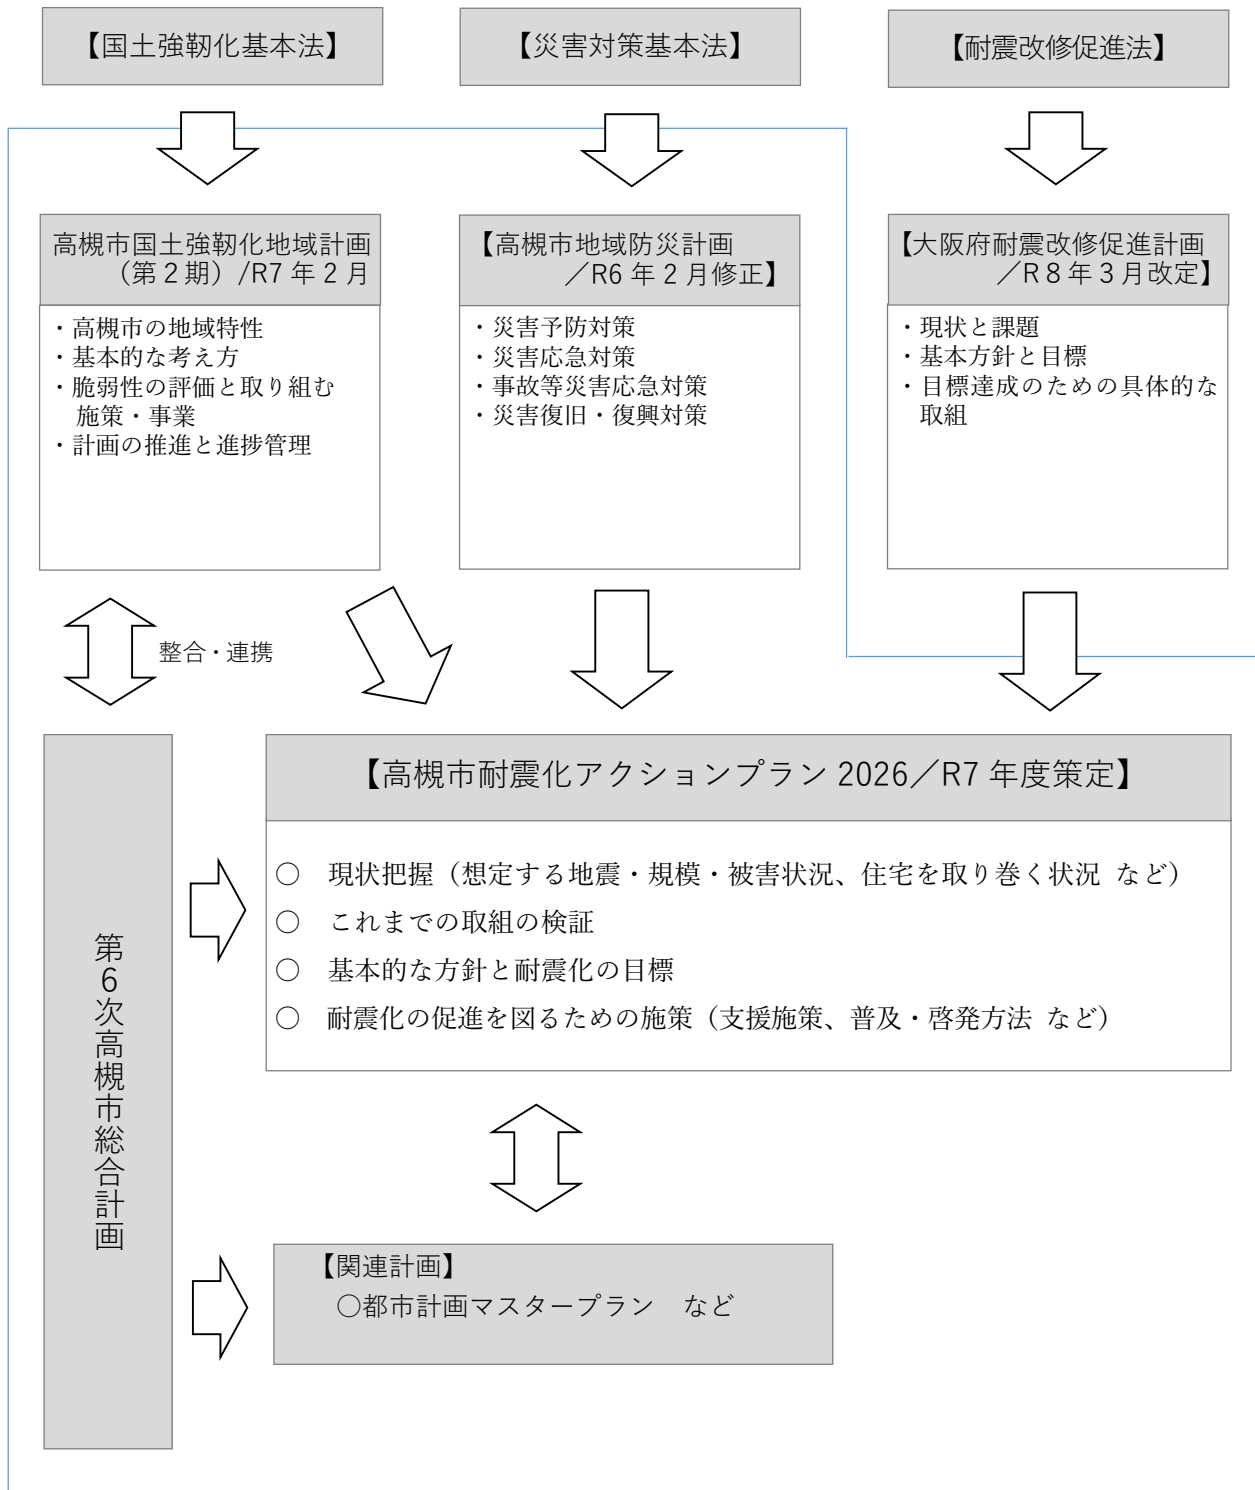 【国土強靭化基本法】
【災害対策基本法】
【耐震改修促進法】
高槻市国土強靭化地域計画
（第２期）/R7 年 2 月
・高槻市の地域特性
・基本的な考え方
・脆弱性の評価と取り組む
施策・事業
・計画の推進と進捗管理
【高槻市地域防災計画
／R6 年 2 月修正】
・災害予防対策
・災害応急対策
・事故等災害応急対策
・災害復旧・復興対策
【大阪府耐震改修促進計画
／R８年３月改定】
・現状と課題
・基本方針と目標
・目標達成のための具体的な
取組
整合・連携
第６次高槻市総合計画
【高槻市耐震化アクションプラン 2026／R7 年度策定】
○　現状把握（想定する地震・規模・被害状況、住宅を取り巻く状況 など）
○　これまでの取組の検証
○　基本的な方針と耐震化の目標
○　耐震化の促進を図るための施策（支援施策、普及・啓発方法 など）
【関連計画】
○都市計画マスタープラン　など